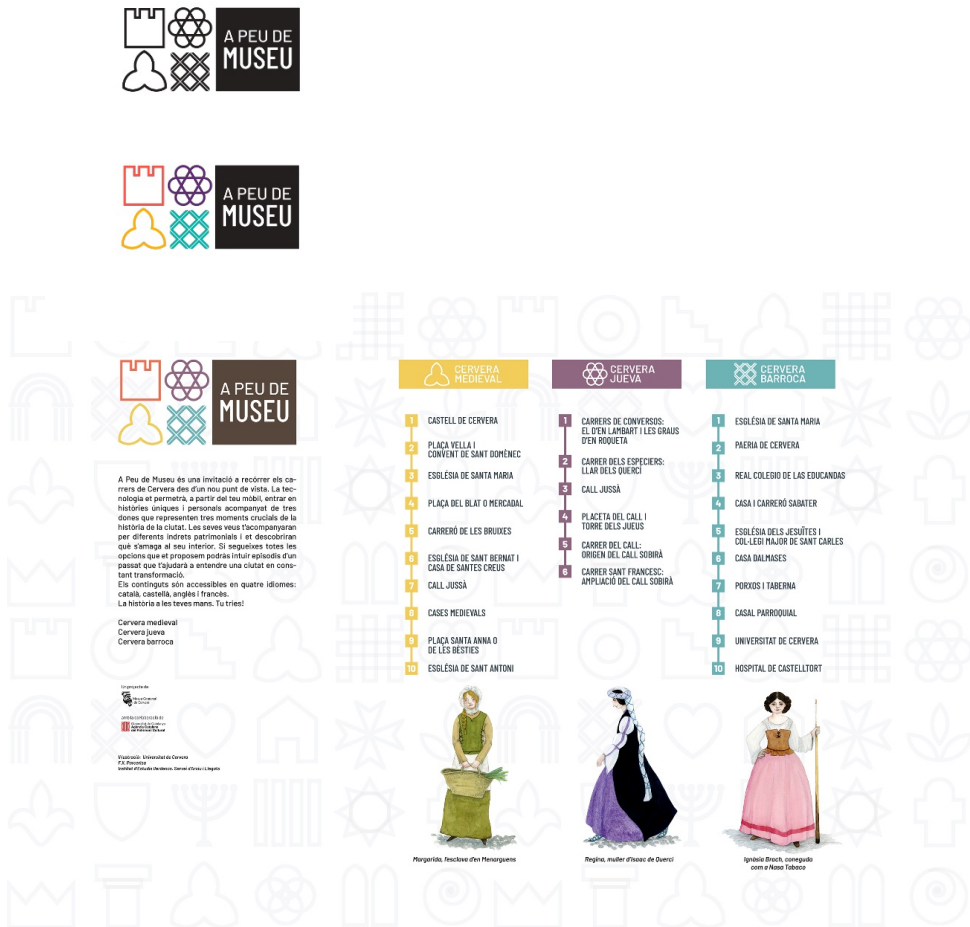 A PEU DE
MUSEU
A PEU DE
MUSEU
A PEU DE
MUSEU
A Peu de Museu és una invitació a recórrer els ca-
rrers de Cervera des d'un nou punt de vista. La tec-
nologia et permetrà, a partir del teu mòbil, entrar en
històries úniques i personals acompanyat de tres
dones que representen tres moments crucials de la
història de la ciutat. Les seves veus t'acompanyaran
per diferents indrets patrimonials i et descobriran
què s'amaga al seu interior. Si segueixes totes les
opcions que et proposem podràs intuir episodis d'un
passat que t'ajudarà a entendre una ciutat en cons-
tant transformació.
Els continguts són accessibles en quatre idiomes:
català, castellà, anglès i francès.
La història a les teves mans. Tu tries!
Cervera medieval
Cervera jueva
Cervera barroca
Un projecte de:
CERVERA
MEDIEVAL
1 CASTELL DE CERVERA
2 PLAÇA VELLA I
CONVENT DE SANT DOMÈNEC
3 ESGLÉSIA DE SANTA MARIA
4 PLAÇA DEL BLAT O MERCADAL
5 CARRERÓ DE LES BRUIXES
6 ESGLÉSIA DE SANT BERNAT I
CASA DE SANTES CREUS
7 CALL JUSSÀ
8 CASES MEDIEVALS
9 PLAÇA SANTA ANNA O
DE LES BÈSTIES
10 ESGLÉSIA DE SANT ANTONI
Margarida, l'esclava d'en Menarguens
CERVERA
JUEVA
1 CARRERS DE CONVERSOS:
EL D'EN LAMBART I LES GRAUS
D'EN ROQUETA
2 CARRER DELS ESPECIERS:
LLAR DELS QUERCÍ
3 CALL JUSSÀ
4 PLACETA DEL CALL I
TORRE DELS JUEUS
5 CARRER DEL CALL:
ORIGEN DEL CALL SOBIRÀ
6 CARRER SANT FRANCESC:
AMPLIACIÓ DEL CALL SOBIRÀ
Regina, muller d'Issac de Querci
CERVERA
BARROCA
1 ESGLÉSIA DE SANTA MARIA
2 PAERIA DE CERVERA
3 REAL COLEGIO DE LAS EDUCANDAS
4 CASA I CARRERÓ SABATER
5 ESGLÉSIA DELS JESUÏTES I
COL·LEGI MAJOR DE SANT CARLES
6 CASA DALMASES
7 PORXOS I TABERNA
8 CASAL PARROQUIAL
9 UNIVERSITAT DE CERVERA
10 HOSPITAL DE CASTELLTORT
Ignàsia Brach, coneguda
com a Nasa Tabaco